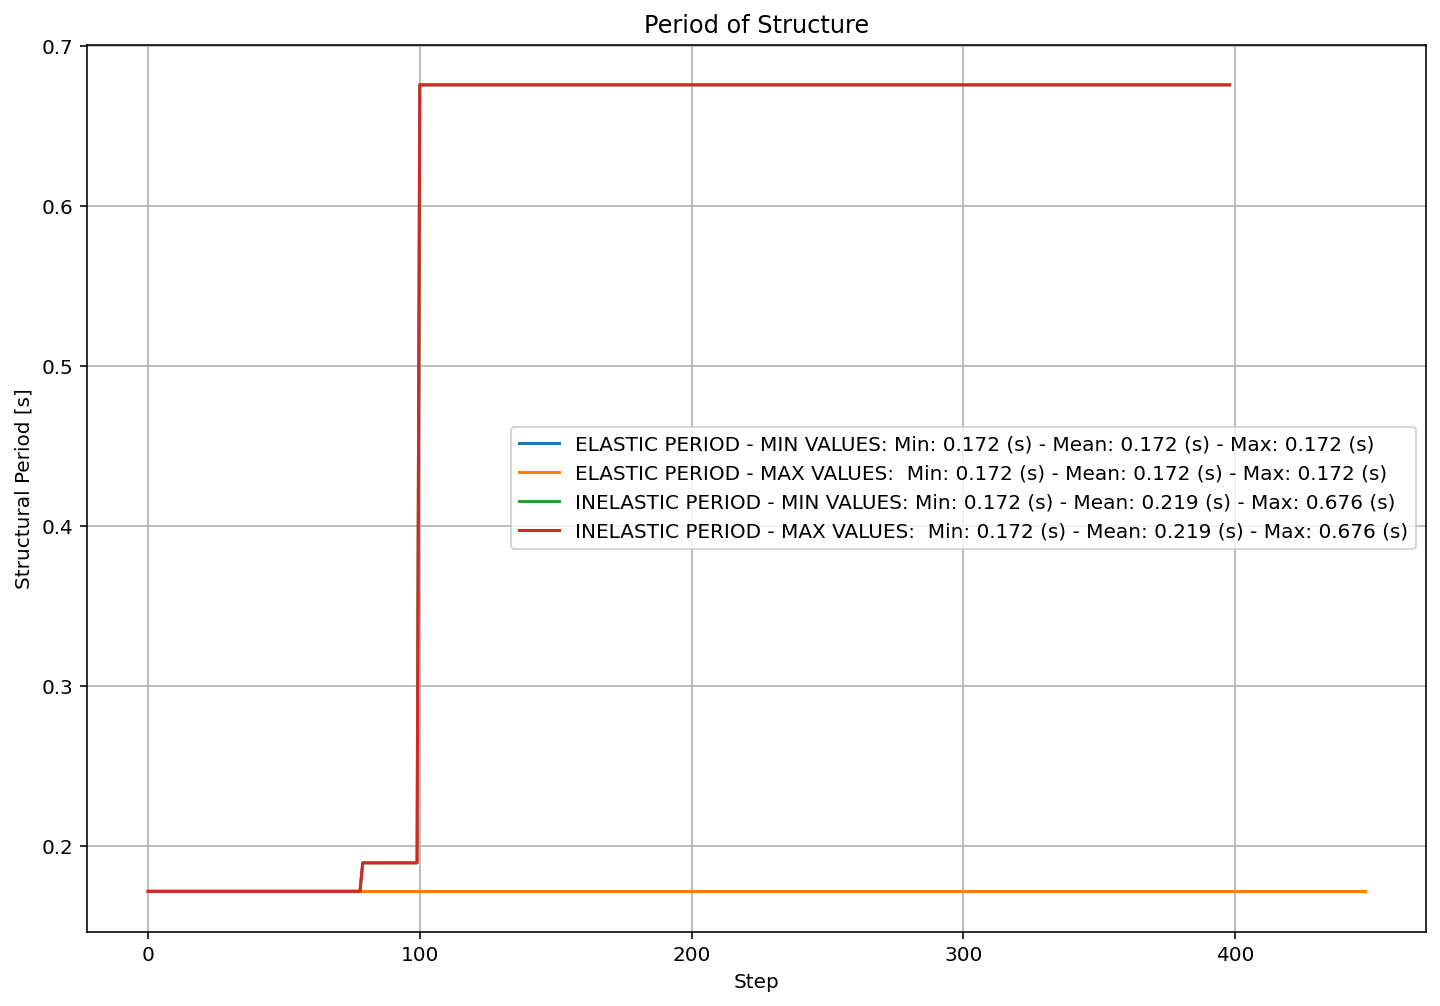 Period of Structure
0.7
0.6
0.5
0.4
0.3
0.2
Structural Period [s]
ELASTIC PERIOD - MIN VALUES: Min: 0.172 (s) - Mean: 0.172 (s) - Max: 0.172 (s)
ELASTIC PERIOD - MAX VALUES:  Min: 0.172 (s) - Mean: 0.172 (s) - Max: 0.172 (s)
INELASTIC PERIOD - MIN VALUES: Min: 0.172 (s) - Mean: 0.219 (s) - Max: 0.676 (s)
INELASTIC PERIOD - MAX VALUES:  Min: 0.172 (s) - Mean: 0.219 (s) - Max: 0.676 (s)
0 100 200 300 400
Step